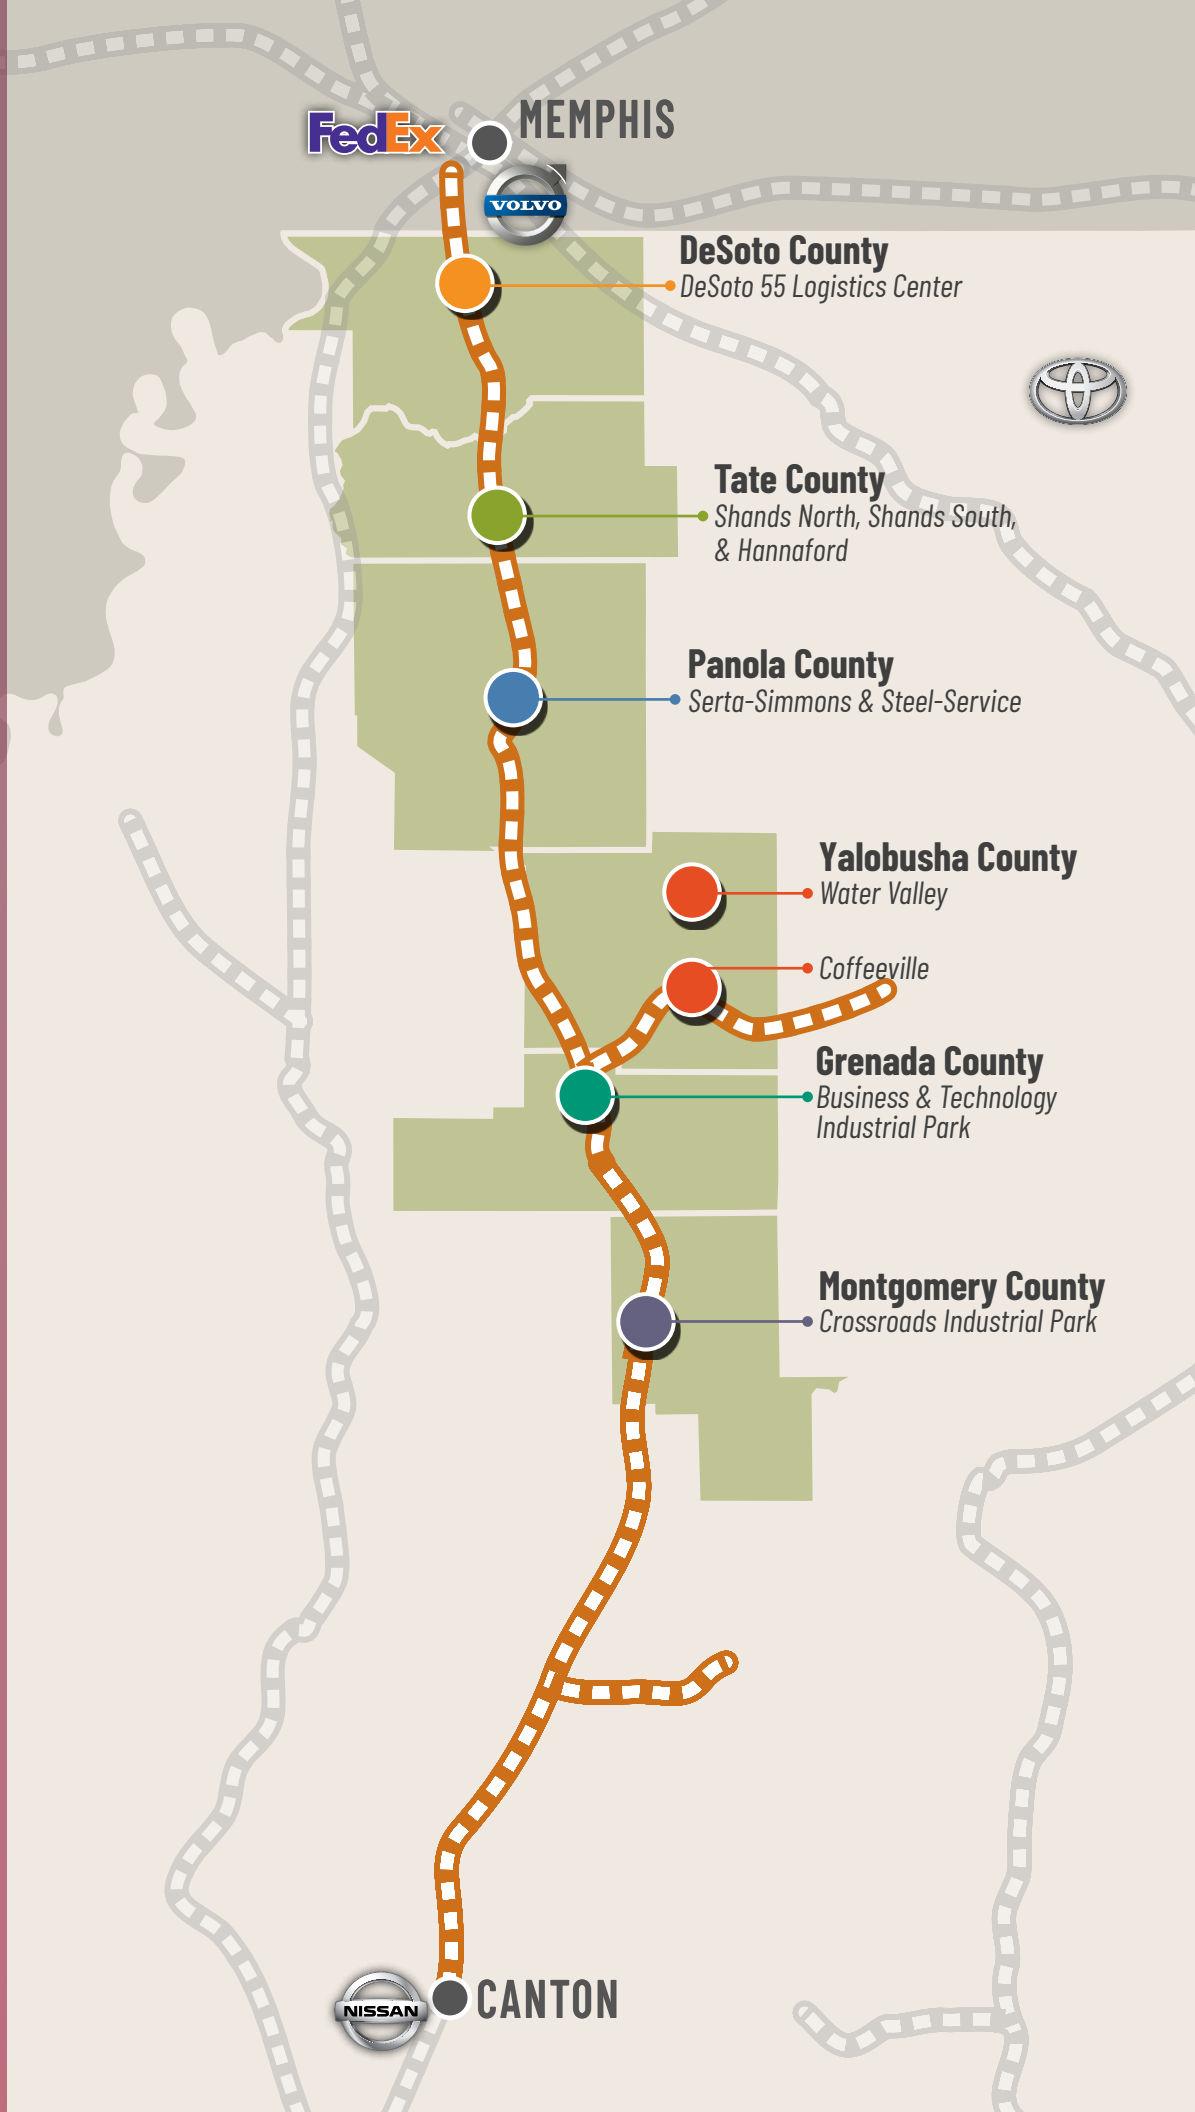 MEMPHIS
FedEx
VOLVO
DeSoto County
DeSoto 55 Logistics Center
Tate County
Shands North, Shands South,
& Hannaford
Panola County
Serta-Simmons & Steel-Service
Yalobusha County
Water Valley
Coffeeville
Grenada County
Business & Technology
Industrial Park
Montgomery County
Crossroads Industrial Park
NISSAN
CANTON